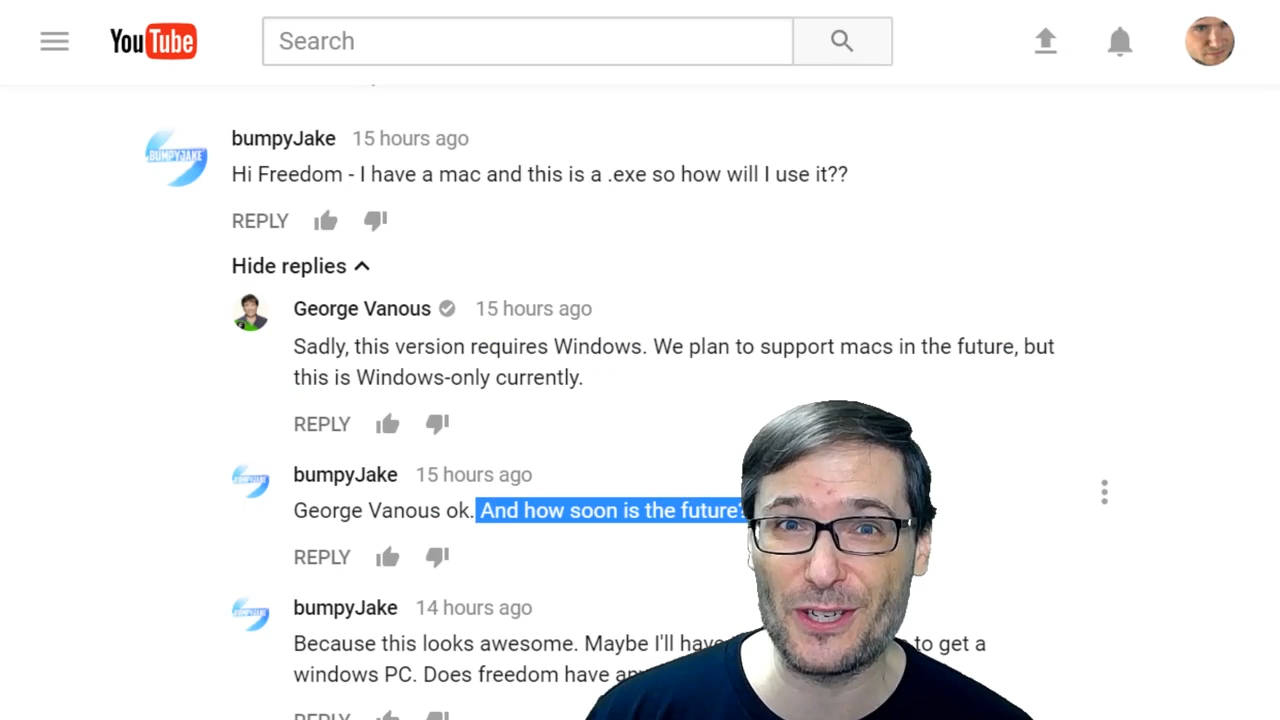 YouTube
Search
bumpyJake 15 hours ago
BUMPYJAKE
Hi Freedom - I have a mac and this is a .exe so how will I use it??
REPLY
Hide replies
George Vanous 15 hours ago
Sadly, this version requires Windows. We plan to support macs in the future, but
this is Windows-only currently.
REPLY
bumpyJake 15 hours ago
George Vanous ok. And how soon is the future?
REPLY
bumpyJake 14 hours ago
Because this looks awesome. Maybe I'll have to get a
windows PC. Does freedom have
REPLY